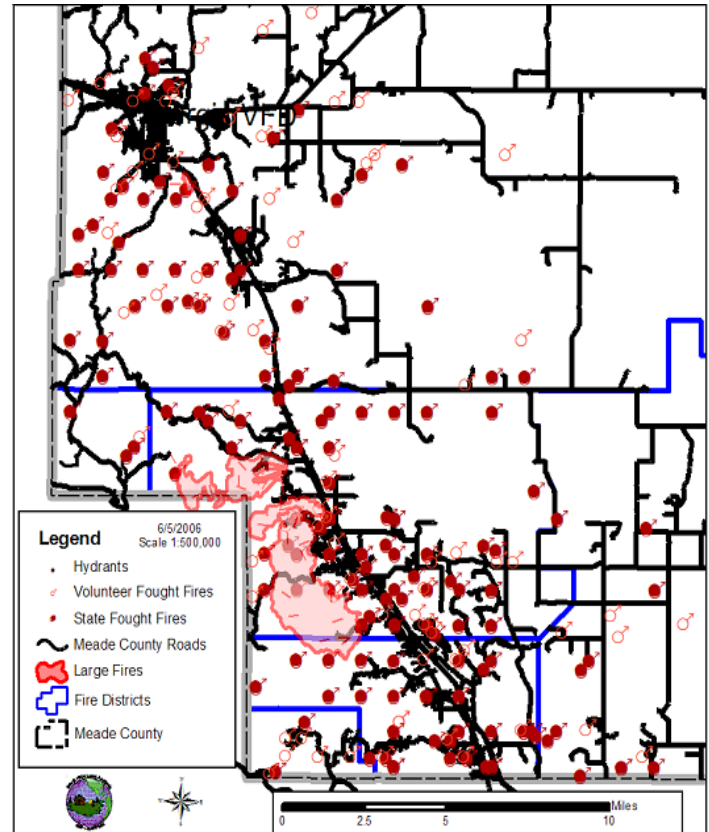 VFD
Legend
6/5/2006
Scale 1:500,000
Hydrants
Volunteer Fought Fires
State Fought Fires
Meade County Roads
Large Fires
Fire Districts
Meade County
Miles
0 2.5 5 10